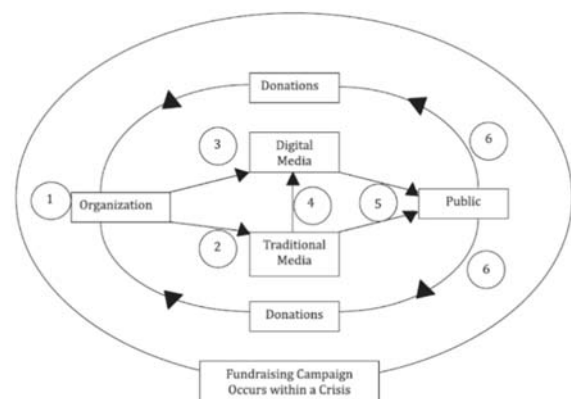 Donations
6
3
Digital
Media
1
Organization
4
5
Public
2
Traditional
Media
6
Donations
Fundraising Campaign
Occurs within a Crisis